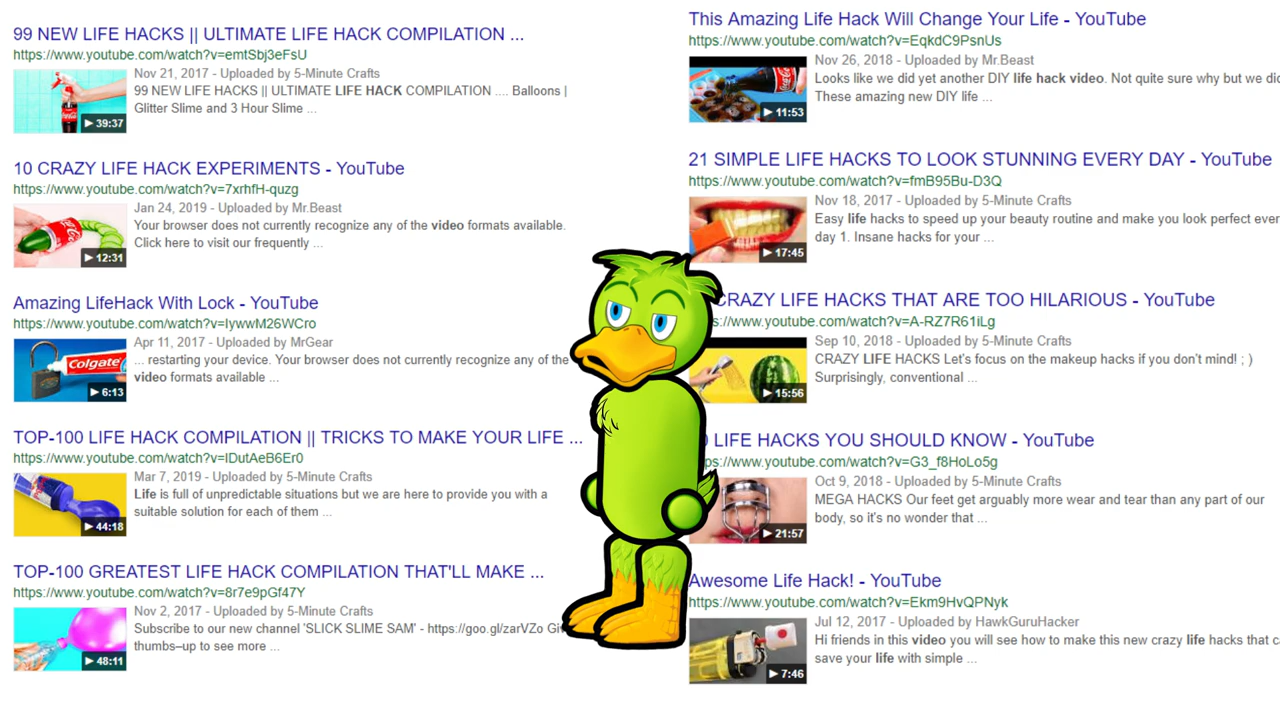 99 NEW LIFE HACKS || ULTIMATE LIFE HACK COMPILATION ...
https://www.youtube.com/watch?v=emtSbj3eFsU
Nov 21, 2017 - Uploaded by 5-Minute Crafts
99 NEW LIFE HACKS || ULTIMATE LIFE HACK COMPILATION .... Balloons |
Glitter Slime and 3 Hour Slime ...
39:37
10 CRAZY LIFE HACK EXPERIMENTS - YouTube
https://www.youtube.com/watch?v=7xrhfH-quzg
Jan 24, 2019 - Uploaded by Mr.Beast
Your browser does not currently recognize any of the video formats available.
Click here to visit our frequently ...
12:31
Amazing LifeHack With Lock - YouTube
https://www.youtube.com/watch?v=IywwM26WCro
Apr 11, 2017 - Uploaded by MrGear
... restarting your device. Your browser does not currently recognize any of the
video formats available ...
Colgate
6:13
TOP-100 LIFE HACK COMPILATION || TRICKS TO MAKE YOUR LIFE ...
https://www.youtube.com/watch?v=IDutAeB6Er0
Mar 7, 2019 - Uploaded by 5-Minute Crafts
Life is full of unpredictable situations but we are here to provide you with a
suitable solution for each of them ...
44:18
TOP-100 GREATEST LIFE HACK COMPILATION THAT'LL MAKE ...
https://www.youtube.com/watch?v=8r7e9pGf47Y
Nov 2, 2017 - Uploaded by 5-Minute Crafts
Subscribe to our new channel 'SLICK SLIME SAM' - https://goo.gl/zarVZo
thumbs–up to see more ...
48:11
This Amazing Life Hack Will Change Your Life - YouTube
https://www.youtube.com/watch?v=EqkdC9PsnUs
Nov 26, 2018 - Uploaded by Mr.Beast
Looks like we did yet another DIY life hack video. Not quite sure why but we
These amazing new DIY life ...
11:53
21 SIMPLE LIFE HACKS TO LOOK STUNNING EVERY DAY - YouTube
https://www.youtube.com/watch?v=fmB95Bu-D3Q
Nov 18, 2017 - Uploaded by 5-Minute Crafts
Easy life hacks to speed up your beauty routine and make you look perfect
day 1. Insane hacks for your ...
17:45
CRAZY LIFE HACKS THAT ARE TOO HILARIOUS - YouTube
://www.youtube.com/watch?v=A-RZ7R61iLg
Sep 10, 2018 - Uploaded by 5-Minute Crafts
CRAZY LIFE HACKS Let's focus on the makeup hacks if you don't mind! ; )
Surprisingly, conventional ...
15:56
LIFE HACKS YOU SHOULD KNOW - YouTube
://www.youtube.com/watch?v=G3_f8HoLo5g
Oct 9, 2018 - Uploaded by 5-Minute Crafts
MEGA HACKS Our feet get arguably more wear and tear than any part of our
body, so it's no wonder that ...
21:57
Awesome Life Hack! - YouTube
https://www.youtube.com/watch?v=Ekm9HvQPNyk
Jul 12, 2017 - Uploaded by HawkGuruHacker
Hi friends in this video you will see how to make this new crazy life hacks that
save your life with simple ...
7:46